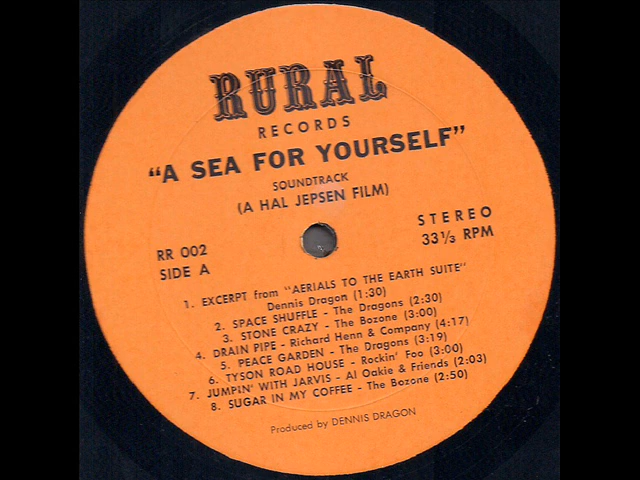 RURAL
RECORDS
"A SEA FOR YOURSELF"
SOUNDTRACK
(A HAL JEPSEN FILM)
RR 002
SIDE A
STEREO
33⅓ RPM
1. EXCERPT from "AERIALS TO THE EARTH SUITE"
Dennis Dragon (1:30)
2. SPACE SHUFFLE - The Dragons (2:30)
3. STONE CRAZY - The Bozone (3:00)
4. DRAIN PIPE - Richard Henn & Company (4:17)
5. PEACE GARDEN - The Dragons (3:19)
6. TYSON ROAD HOUSE - Rockin' Foo (3:00)
7. JUMPIN' WITH JARVIS - Al Oakie & Friends (2:03)
8. SUGAR IN MY COFFEE - The Bozone (2:50)
Produced by DENNIS DRAGON